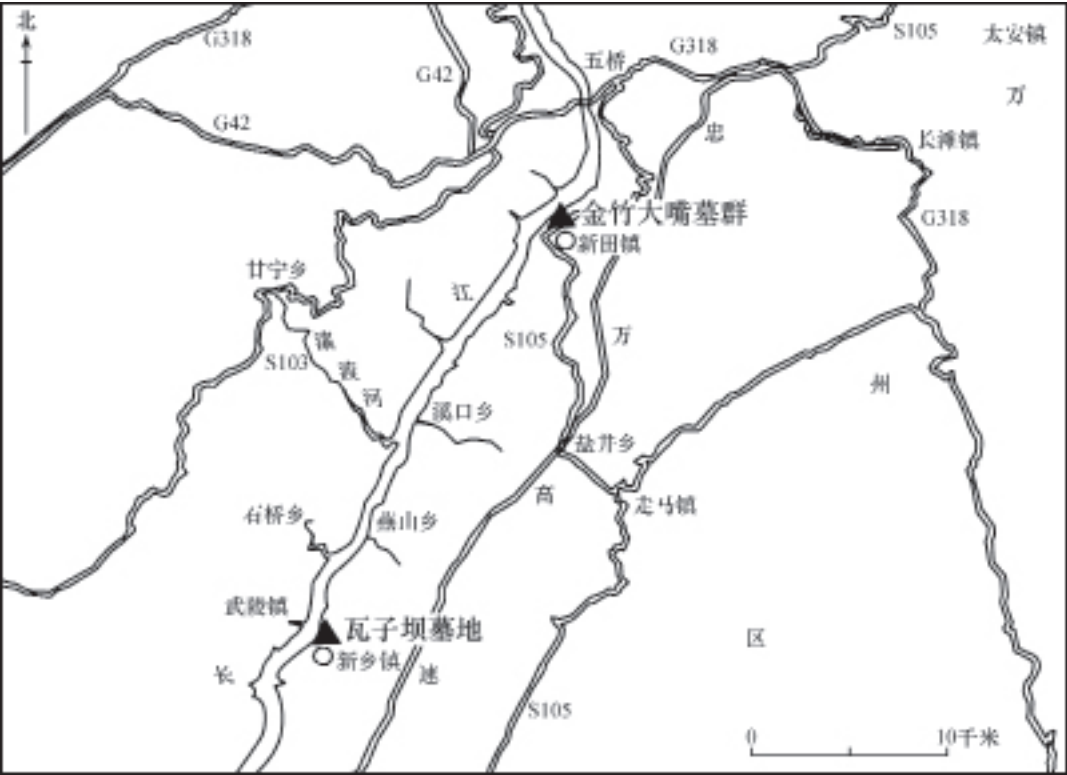 北
G318
S105
太安镇
五桥
G318
G42
万
G42
忠
长滩镇
金竹大嘴墓群
G318
新田镇
甘宁乡
江
万
S105
瀼
S103
渡
河
州
溪口乡
盐井乡
高
走马镇
石桥乡
燕山乡
武陵镇
瓦子坝墓地
区
新乡镇
长
速
S105
0
10千米